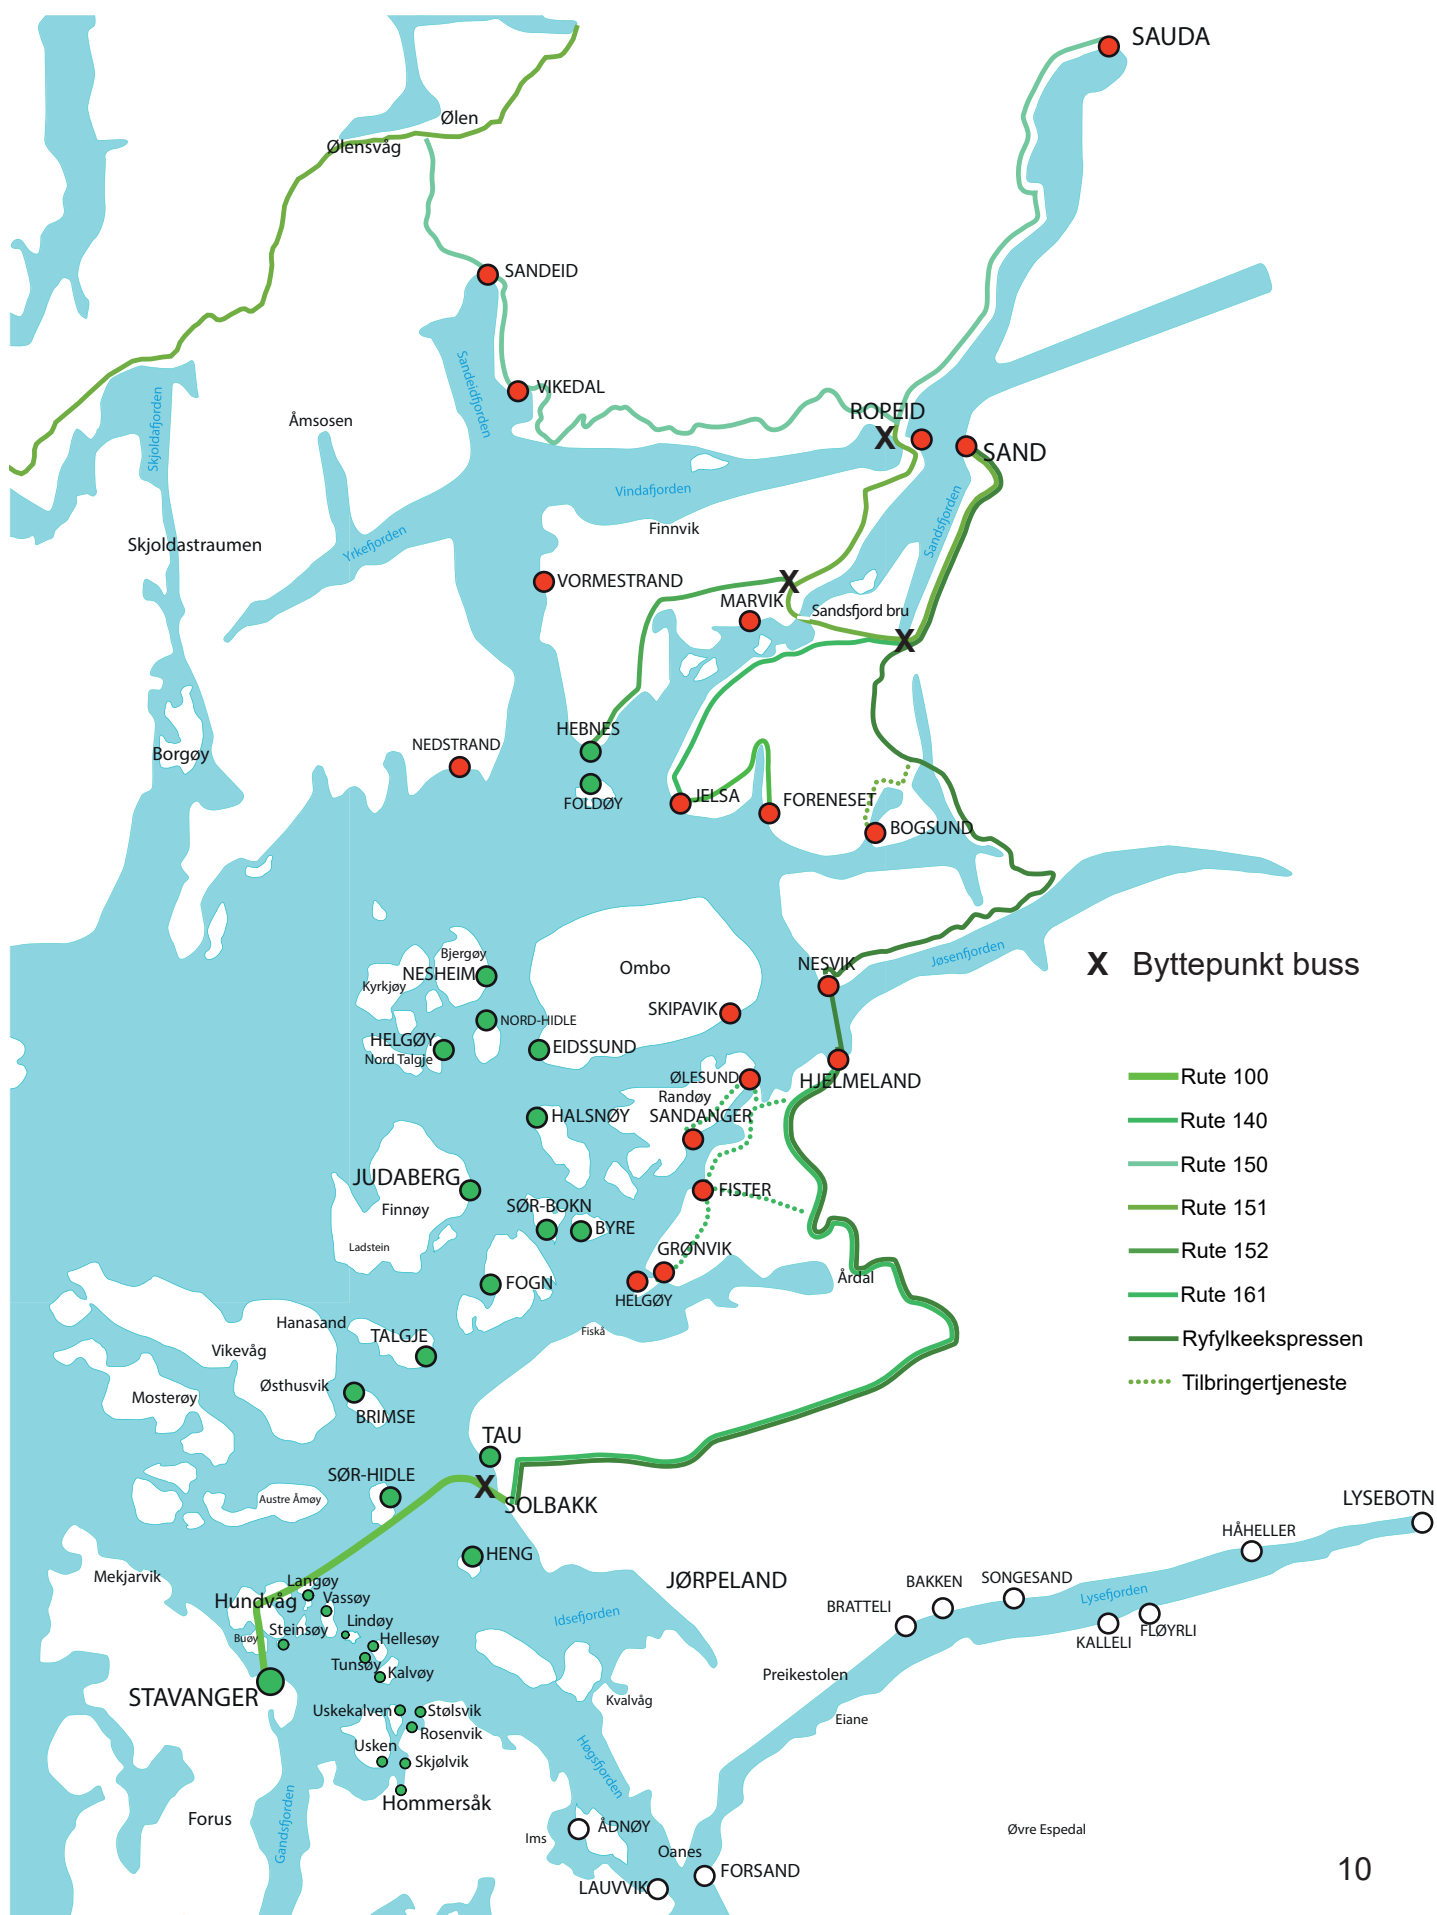 SAUDA
Ølen
Ølensvåg
SANDEID
Sandeidfjorden
VIKEDAL
Skjoldafjorden
Åmsosen
ROPEID
X
SAND
Vindafjorden
Sandsfjorden
Finnvik
Skjoldastraumen
Yrkefjorden
VORMESTRAND
X
MARVIK
Sandsfjord bru
X
HEBNES
NEDSTRAND
Borgøy
FOLDØY
JELSA
FORENESET
BOGSUND
Bjergøy
NESHEIM
Kyrkjøy
Ombo
NESVIK
Jøsenfjorden
X Byttepunkt buss
SKIPAVIK
NORD-HIDLE
HELGØY
Nord Talgje
EIDSSUND
ØLESUND
HJELMELAND
Randøy
Rute 100
HALSNØY
SANDANGER
Rute 140
JUDABERG
Rute 150
FISTER
Finnøy
SØR-BOKN
BYRE
Rute 151
Ladstein
GRØNVIK
Rute 152
FOGN
Årdal
HELGØY
Rute 161
Hanasand
Fiskå
TALGJE
Ryfylkeekspressen
Vikevåg
Østhusvik
Tilbringertjeneste
Mosterøy
BRIMSE
TAU
SØR-HIDLE
X
Austre Åmøy
SOLBAKK
LYSEBOTN
HÅHELLER
HENG
Mekjarvik
JØRPELAND
Langøy
Hundvåg
Vassøy
BAKKEN
SONGESAND
Lysefjorden
BRATTELI
Idsefjorden
Lindøy
Steinsøy
Buøy
Hellesøy
KALLELI
FLØYRLI
Tunsøy
Kalvøy
Preikestolen
STAVANGER
Kvalvåg
Uskekalven
Stølsvik
Rosenvik
Eiane
Usken
Skjølvik
Høgsfjorden
Hommersåk
Forus
Gandsfjorden
ÅDNØY
Ims
Øvre Espedal
Oanes
FORSAND
LAUVVIK
10